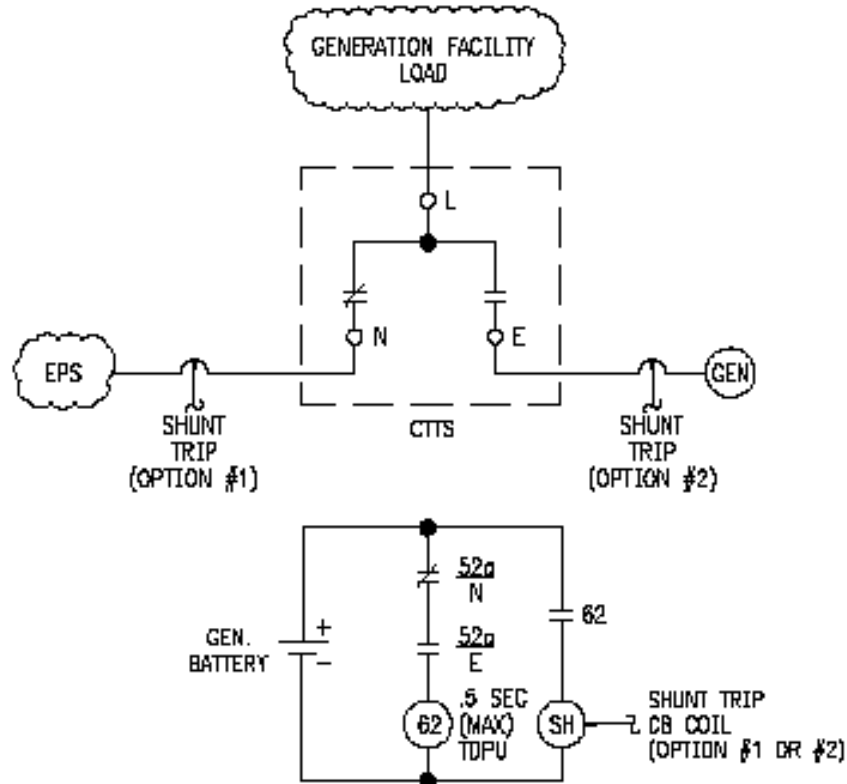 GENERATION FACILITY
LOAD
L
N
E
EPS
GEN
SHUNT
TRIP
(OPTION #1)
CTTS
SHUNT
TRIP
(OPTION #2)
52a
N
62
GEN.
BATTERY
+
-
52a
E
62
.5 SEC
(MAX)
TDPU
SH
SHUNT TRIP
CB COIL
(OPTION #1 OR #2)